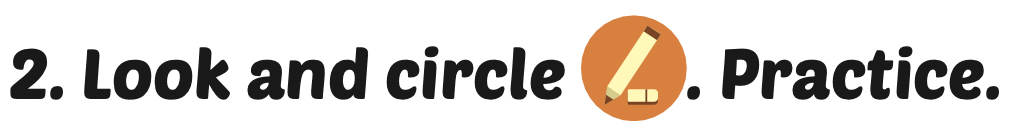 2. Look and circle . Practice.